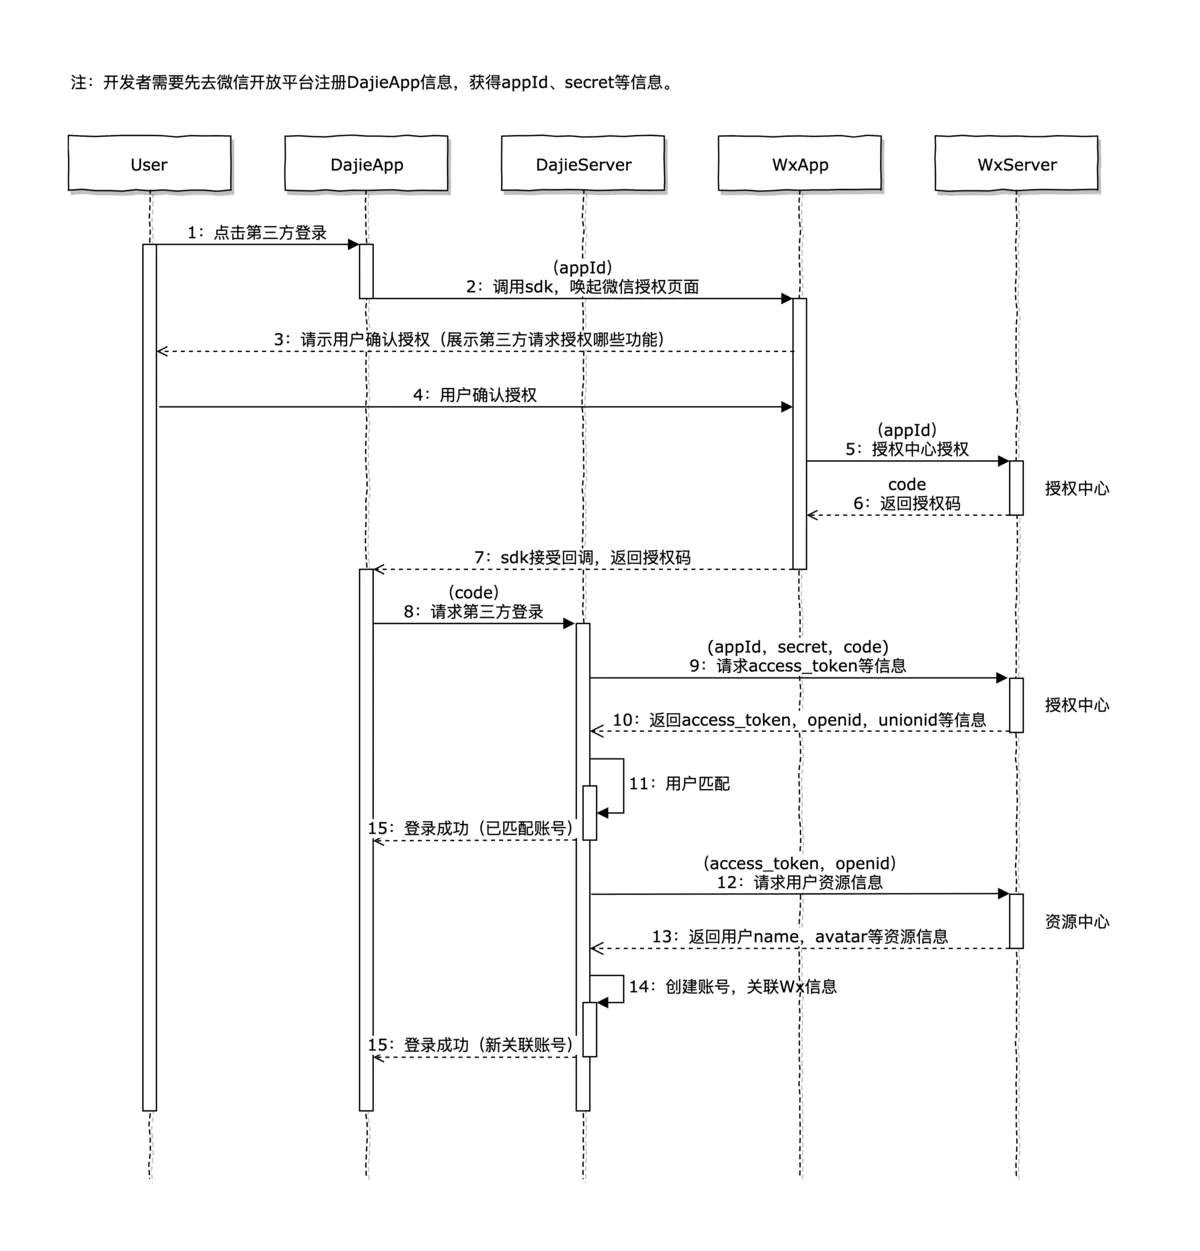 注：开发者需要先去微信开放平台注册DajieApp信息，获得appId、secret等信息。
User
DajieApp
DajieServer
WxApp
WxServer
1：点击第三方登录
（appId）
2：调用sdk，唤起微信授权页面
3：请示用户确认授权（展示第三方请求授权哪些功能）
4：用户确认授权
（appId）
5：授权中心授权
code
6：返回授权码
授权中心
7：sdk接受回调，返回授权码
（code）
8：请求第三方登录
（appId，secret，code）
9：请求access_token等信息
授权中心
10：返回access_token，openid，unionid等信息
11：用户匹配
15：登录成功（已匹配账号）
（access_token，openid）
12：请求用户资源信息
资源中心
13：返回用户name，avatar等资源信息
14：创建账号，关联Wx信息
15：登录成功（新关联账号）